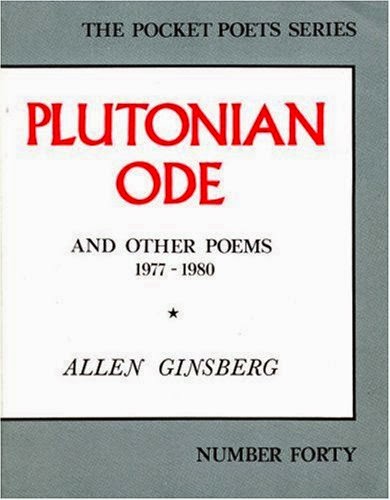 THE POCKET POETS SERIES
PLUTONIAN
ODE
AND OTHER POEMS
1977 - 1980
★
ALLEN GINSBERG
NUMBER FORTY